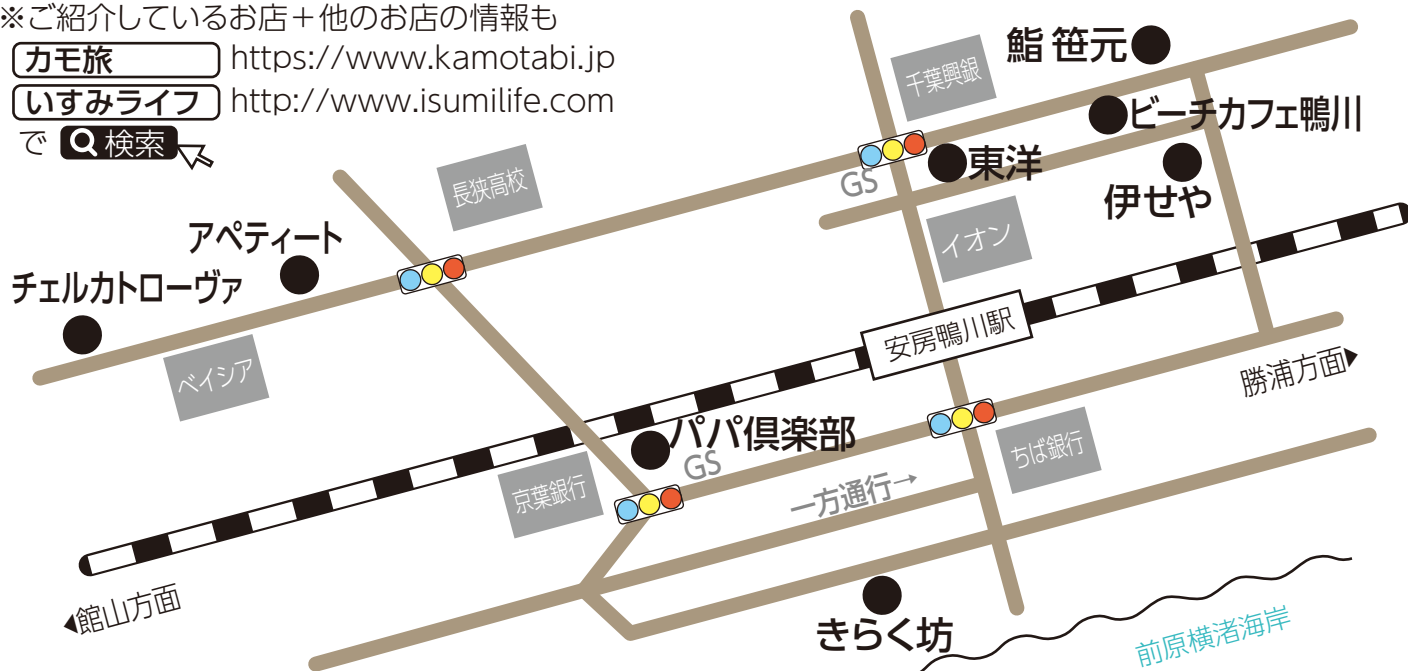 ※ご紹介しているお店＋他のお店の情報も
カモ旅 https://www.kamotabi.jp
いすみライフ http://www.isumilife.com
で 検索
鮨 笹元
千葉興銀
ビーチカフェ鴨川
GS
東洋
伊せや
長狭高校
イオン
アペティート
チェルカトローヴァ
ベイシア
安房鴨川駅
勝浦方面
パパ倶楽部
GS
ちば銀行
京葉銀行
一方通行→
館山方面
きらく坊
前原横渚海岸